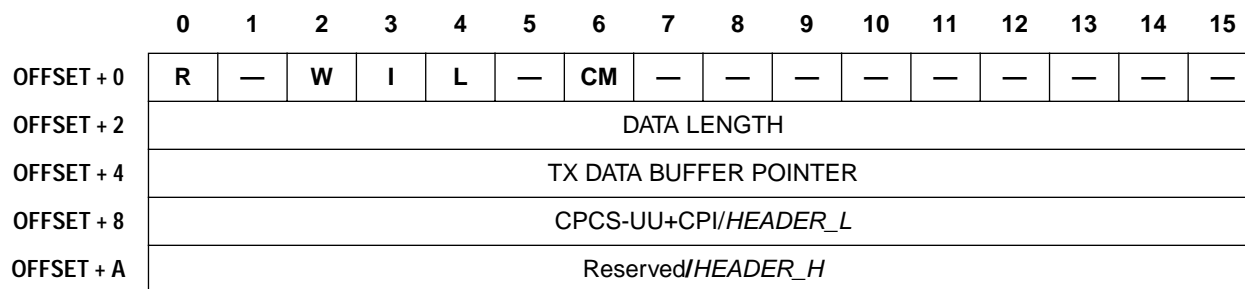 0 1 2 3 4 5 6 7 8 9 10 11 12 13 14 15
OFFSET + 0 R — W I L — CM — — — — — — — — —
OFFSET + 2 DATA LENGTH
OFFSET + 4 TX DATA BUFFER POINTER
OFFSET + 8 CPCS-UU+CPI/HEADER_L
OFFSET + A Reserved/HEADER_H